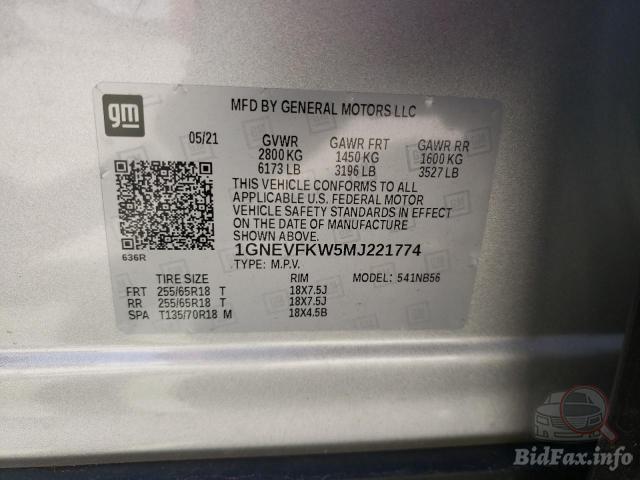 gm
MFD BY GENERAL MOTORS LLC
05/21 GVWR GAWR FRT GAWR RR
2800 KG 1450 KG 1600 KG
6173 LB 3196 LB 3527 LB
THIS VEHICLE CONFORMS TO ALL
APPLICABLE U.S. FEDERAL MOTOR
VEHICLE SAFETY STANDARDS IN EFFECT
ON THE DATE OF MANUFACTURE
SHOWN ABOVE.
636R
1GNEVFKW5MJ221774
TYPE: M.P.V.
TIRE SIZE RIM MODEL: 541NB56
FRT 255/65R18 T 18X7.5J
RR 255/65R18 T 18X7.5J
SPA T135/70R18 M 18X4.5B
BidFax.info